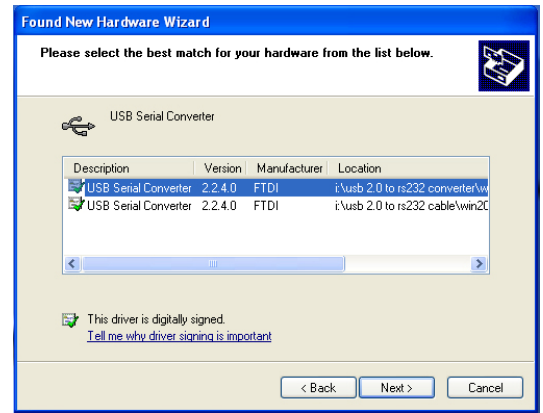 Found New Hardware Wizard
Please select the best match for your hardware from the list below.
USB Serial Converter
Description Version Manufacturer Location
USB Serial Converter 2.2.4.0 FTDI i:\usb 2.0 to rs232 converter\w
USB Serial Converter 2.2.4.0 FTDI i:\usb 2.0 to rs232 cable\win20
This driver is digitally signed.
Tell me why driver signing is important
< Back Next > Cancel